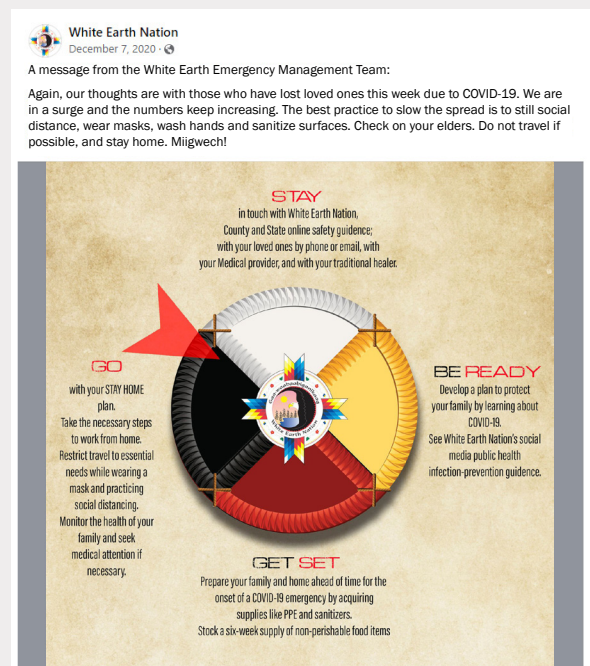 White Earth Nation
December 7, 2020 ·
A message from the White Earth Emergency Management Team:
Again, our thoughts are with those who have lost loved ones this week due to COVID-19. We are
in a surge and the numbers keep increasing. The best practice to slow the spread is to still social
distance, wear masks, wash hands and sanitize surfaces. Check on your elders. Do not travel if
possible, and stay home. Miigwech!
STAY
in touch with White Earth Nation,
County and State online safety guidence;
with your loved ones by phone or email, with
your Medical provider, and with your traditional healer.
GO
with your STAY HOME
plan.
Take the necessary steps
to work from home.
Restrict travel to essential
needs while wearing a
mask and practicing
social distancing.
Monitor the health of your
family and seek
medical attention if
necessary.
White Earth Nation
BE READY
Develop a plan to protect
your family by learning about
COVID-19.
See White Earth Nation's social
media public health
infection-prevention guidence.
GET SET
Prepare your family and home ahead of time for the
onset of a COVID-19 emergency by acquiring
supplies like PPE and sanitizers.
Stock a six-week supply of non-perishable food items